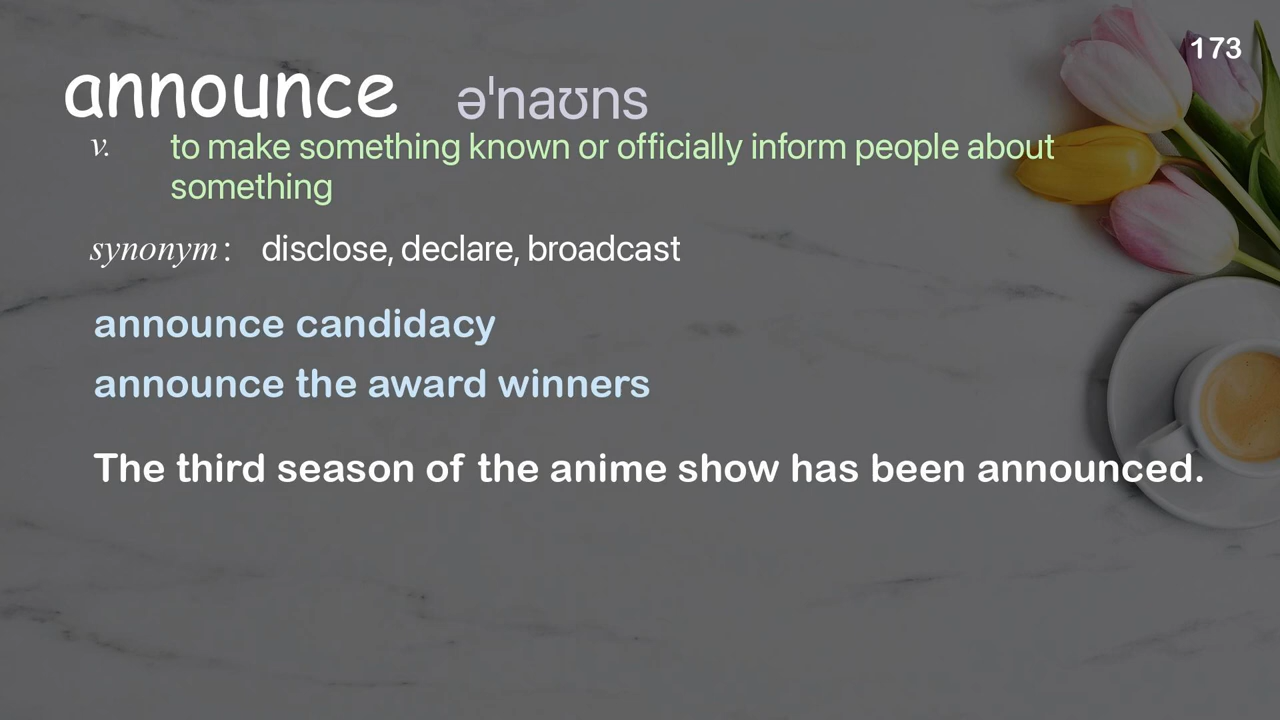 173
announce əˈnaʊns
v. to make something known or officially inform people about
something
synonym: disclose, declare, broadcast
announce candidacy
announce the award winners
The third season of the anime show has been announced.